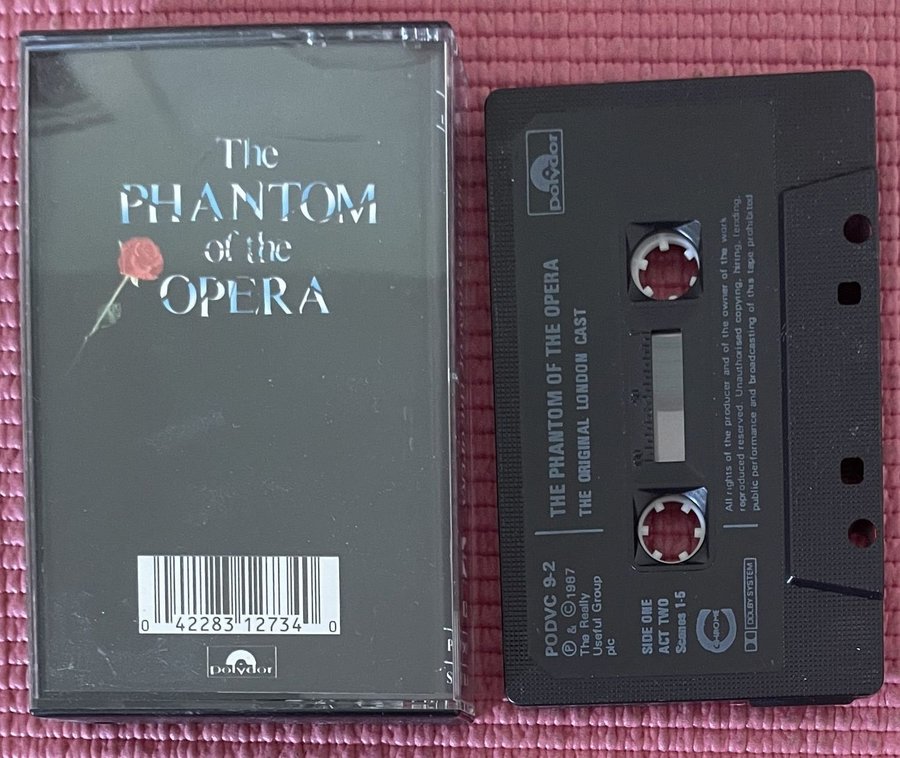 The
PHANTOM
of the
OPERA
0 42283 12734 0
polydor
polydor
THE PHANTOM OF THE OPERA
THE ORIGINAL LONDON CAST
PODVC 9-2
Ⓟ & © 1987
The Really
Useful Group
plc
SIDE ONE
ACT TWO
Scenes 1-5
CHROME
DOLBY SYSTEM
All rights of the producer and of the owner of the work
reproduced reserved. Unauthorised copying, hiring, lending,
public performance and broadcasting of this tape prohibited